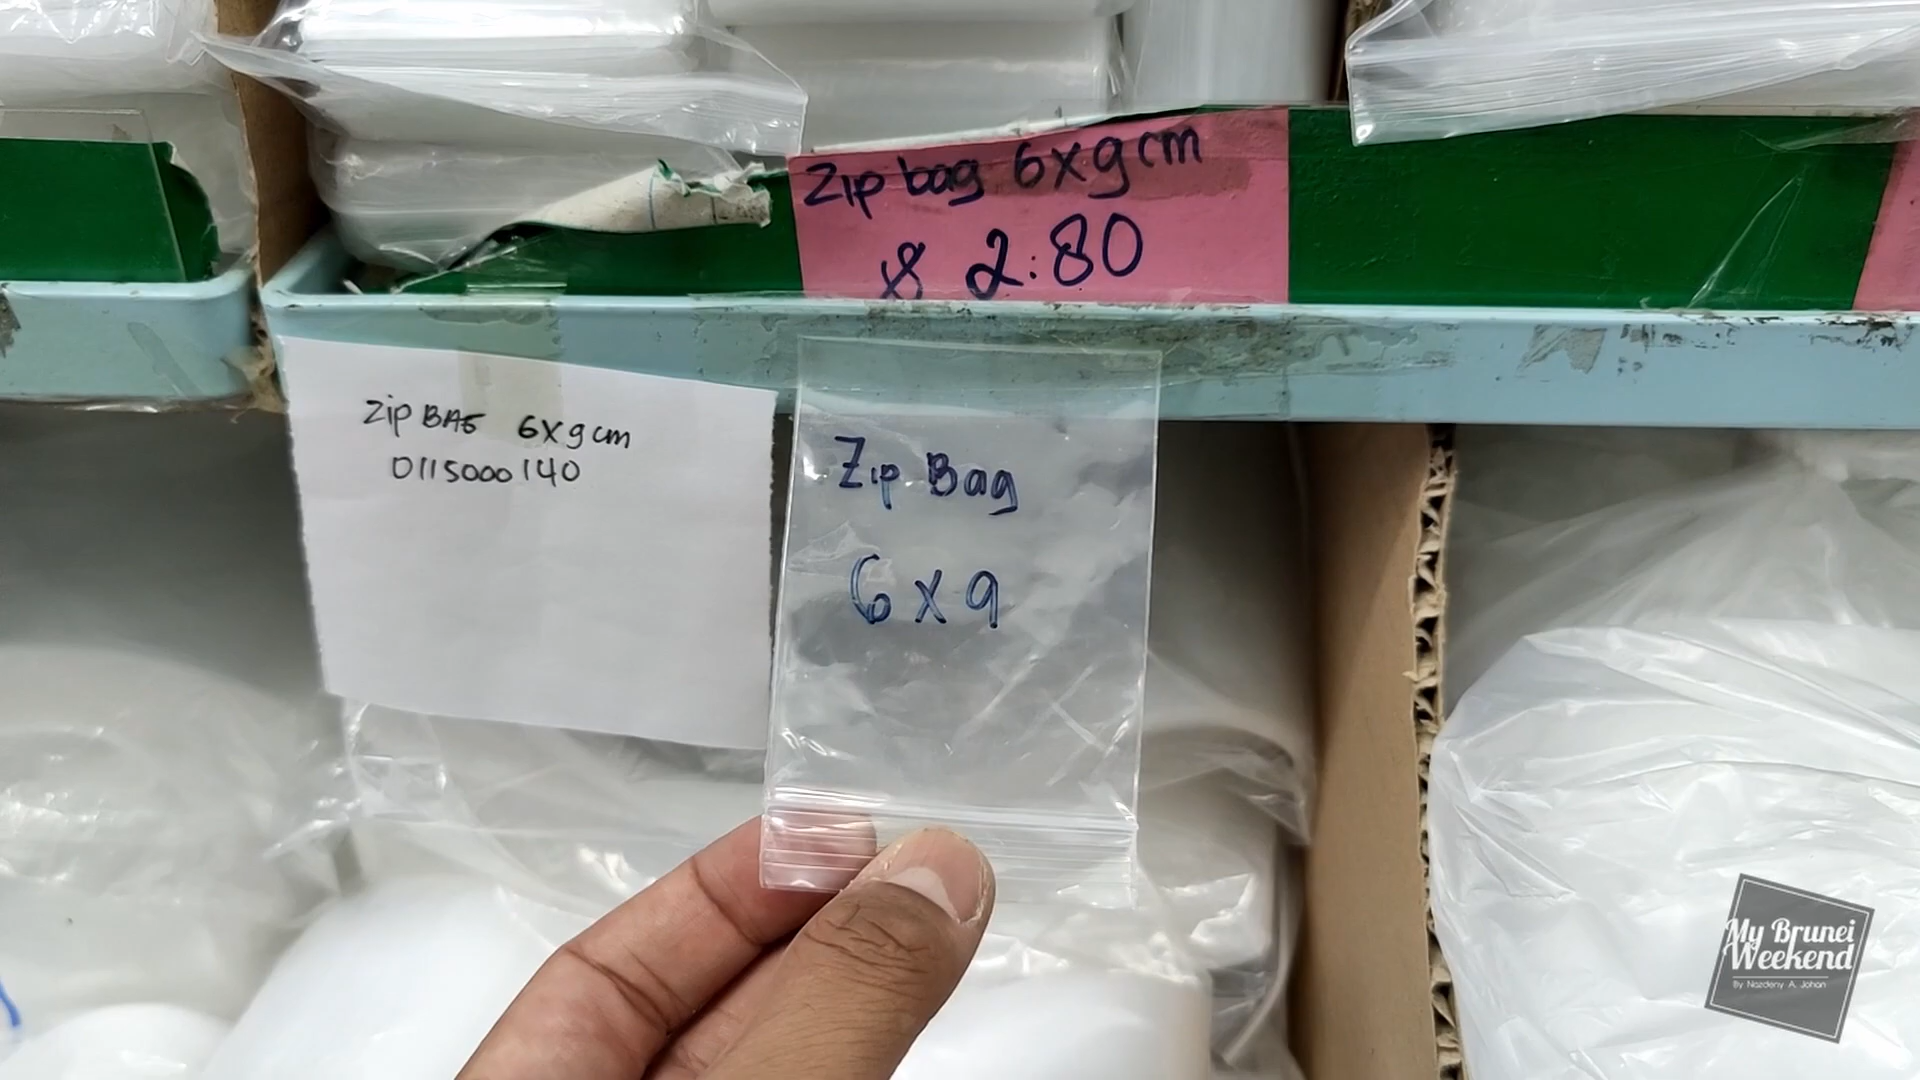 Zip bag 6x9cm
$ 2:80
Zip BAG 6x9cm
0115000140
Zip Bag
6x9
My Brunei
Weekend
By Nazdeny A. Johan